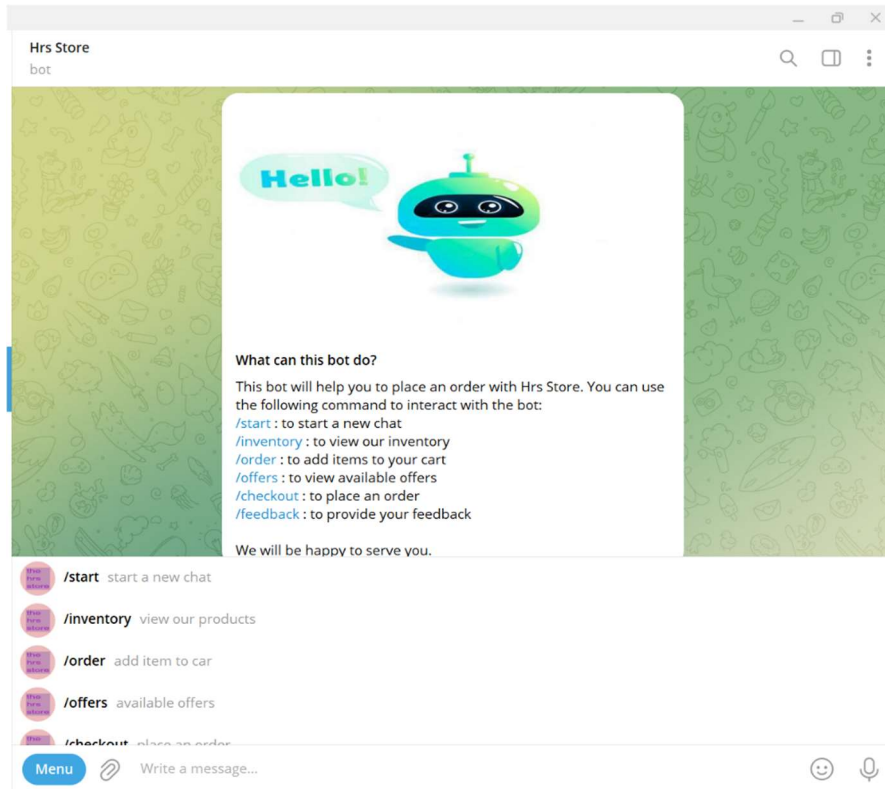 Hrs Store
bot
Hello!
What can this bot do?
This bot will help you to place an order with Hrs Store. You can use
the following command to interact with the bot:
/start : to start a new chat
/inventory : to view our inventory
/order : to add items to your cart
/offers : to view available offers
/checkout : to place an order
/feedback : to provide your feedback
We will be happy to serve you.
/start start a new chat
/inventory view our products
/order add item to car
/offers available offers
/checkout place an order
Menu
Write a message...